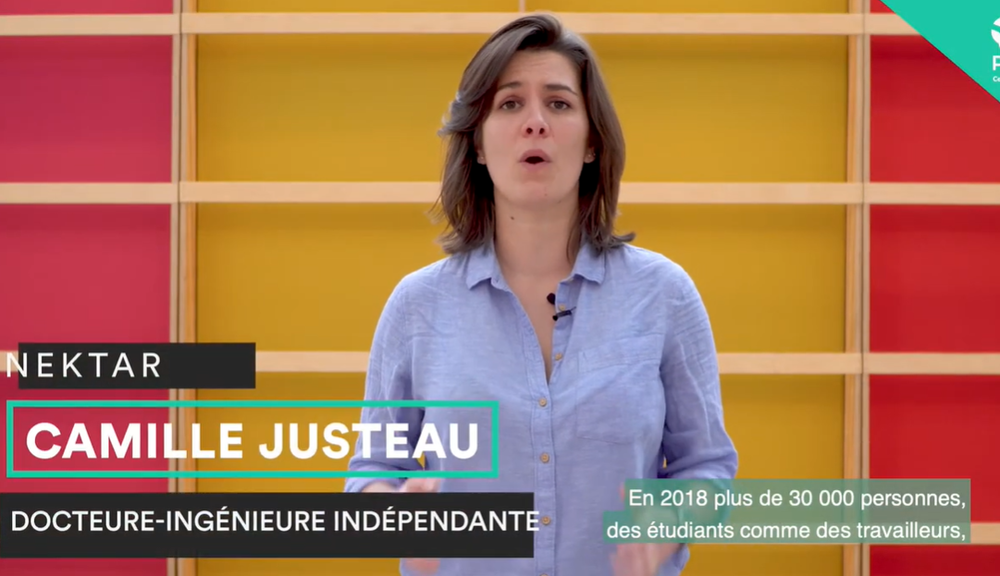 NEKTAR
CAMILLE JUSTEAU
DOCTEURE-INGÉNIEURE INDÉPENDANTE
En 2018 plus de 30 000 personnes,
des étudiants comme des travailleurs,